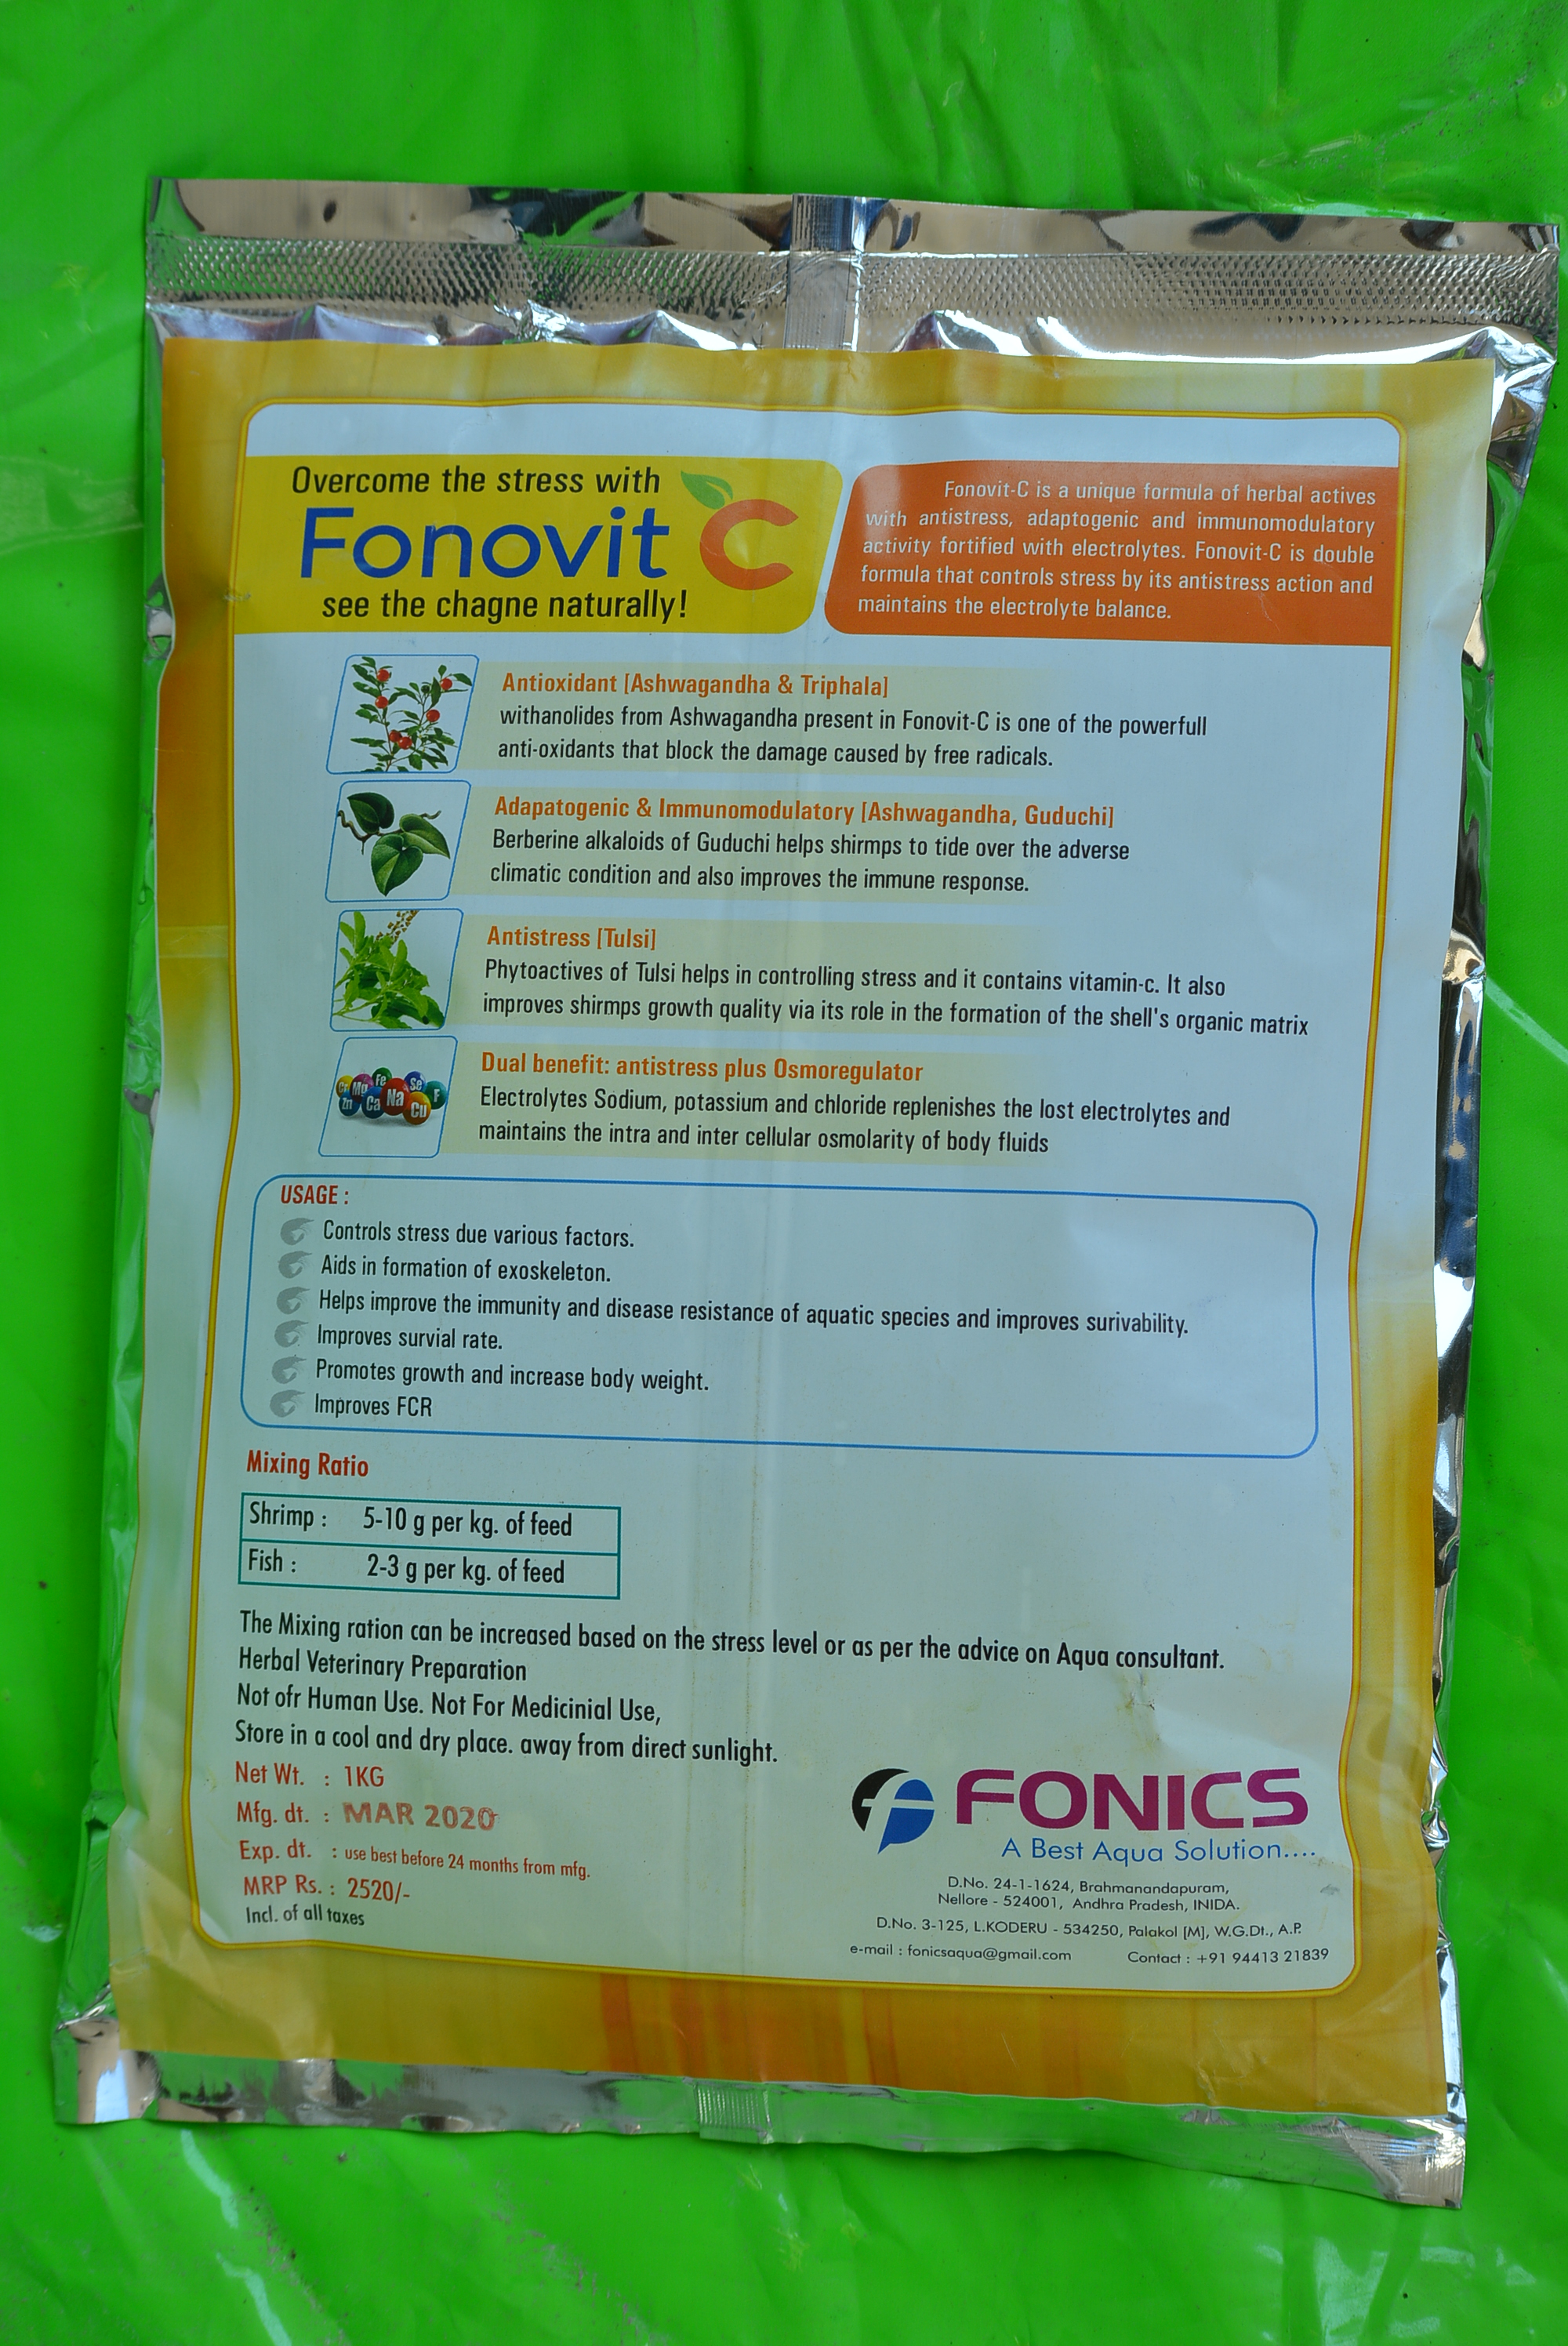 Overcome the stress with
Fonovit C
see the chagne naturally!
Fonovit-C is a unique formula of herbal actives
with antistress, adaptogenic and immunomodulatory
activity fortified with electrolytes. Fonovit-C is double
formula that controls stress by its antistress action and
maintains the electrolyte balance.
Antioxidant [Ashwagandha & Triphala]
withanolides from Ashwagandha present in Fonovit-C is one of the powerfull
anti-oxidants that block the damage caused by free radicals.
Adapatogenic & Immunomodulatory [Ashwagandha, Guduchi]
Berberine alkaloids of Guduchi helps shirmps to tide over the adverse
climatic condition and also improves the immune response.
Antistress [Tulsi]
Phytoactives of Tulsi helps in controlling stress and it contains vitamin-c. It also
improves shirmps growth quality via its role in the formation of the shell's organic matrix
Cr Mg Fe Se F
Zn Ca Na Cu
Dual benefit: antistress plus Osmoregulator
Electrolytes Sodium, potassium and chloride replenishes the lost electrolytes and
maintains the intra and inter cellular osmolarity of body fluids
USAGE :
Controls stress due various factors.
Aids in formation of exoskeleton.
Helps improve the immunity and disease resistance of aquatic species and improves surivability.
Improves survial rate.
Promotes growth and increase body weight.
Improves FCR
Mixing Ratio
Shrimp : 5-10 g per kg. of feed
Fish : 2-3 g per kg. of feed
The Mixing ration can be increased based on the stress level or as per the advice on Aqua consultant.
Herbal Veterinary Preparation
Not ofr Human Use. Not For Medicinial Use,
Store in a cool and dry place. away from direct sunlight.
Net Wt. : 1KG
Mfg. dt. : MAR 2020
Exp. dt. : use best before 24 months from mfg.
MRP Rs. : 2520/-
Incl. of all taxes
FONICS
A Best Aqua Solution....
D.No. 24-1-1624, Brahmanandapuram,
Nellore - 524001, Andhra Pradesh, INIDA.
D.No. 3-125, L.KODERU - 534250, Palakol [M], W.G.Dt., A.P.
e-mail : fonicsaqua@gmail.com Contact : +91 94413 21839